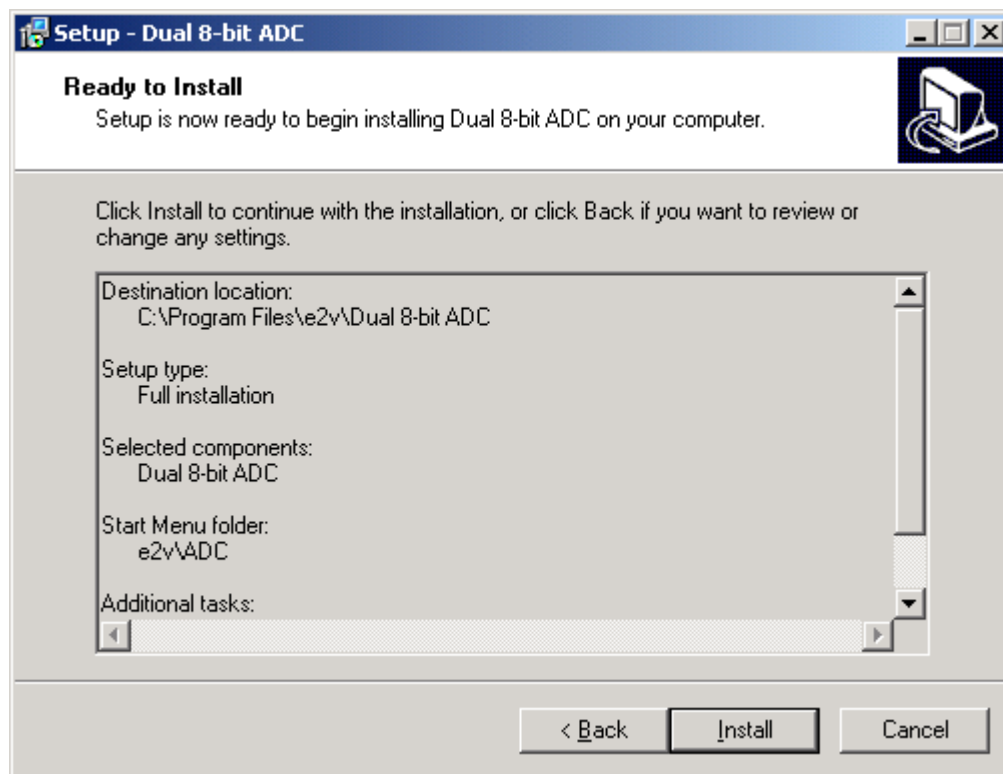 Setup - Dual 8-bit ADC
Ready to Install
Setup is now ready to begin installing Dual 8-bit ADC on your computer.
Click Install to continue with the installation, or click Back if you want to review or
change any settings.
Destination location:
C:\Program Files\e2v\Dual 8-bit ADC
Setup type:
Full installation
Selected components:
Dual 8-bit ADC
Start Menu folder:
e2v\ADC
Additional tasks:
< Back
Install
Cancel